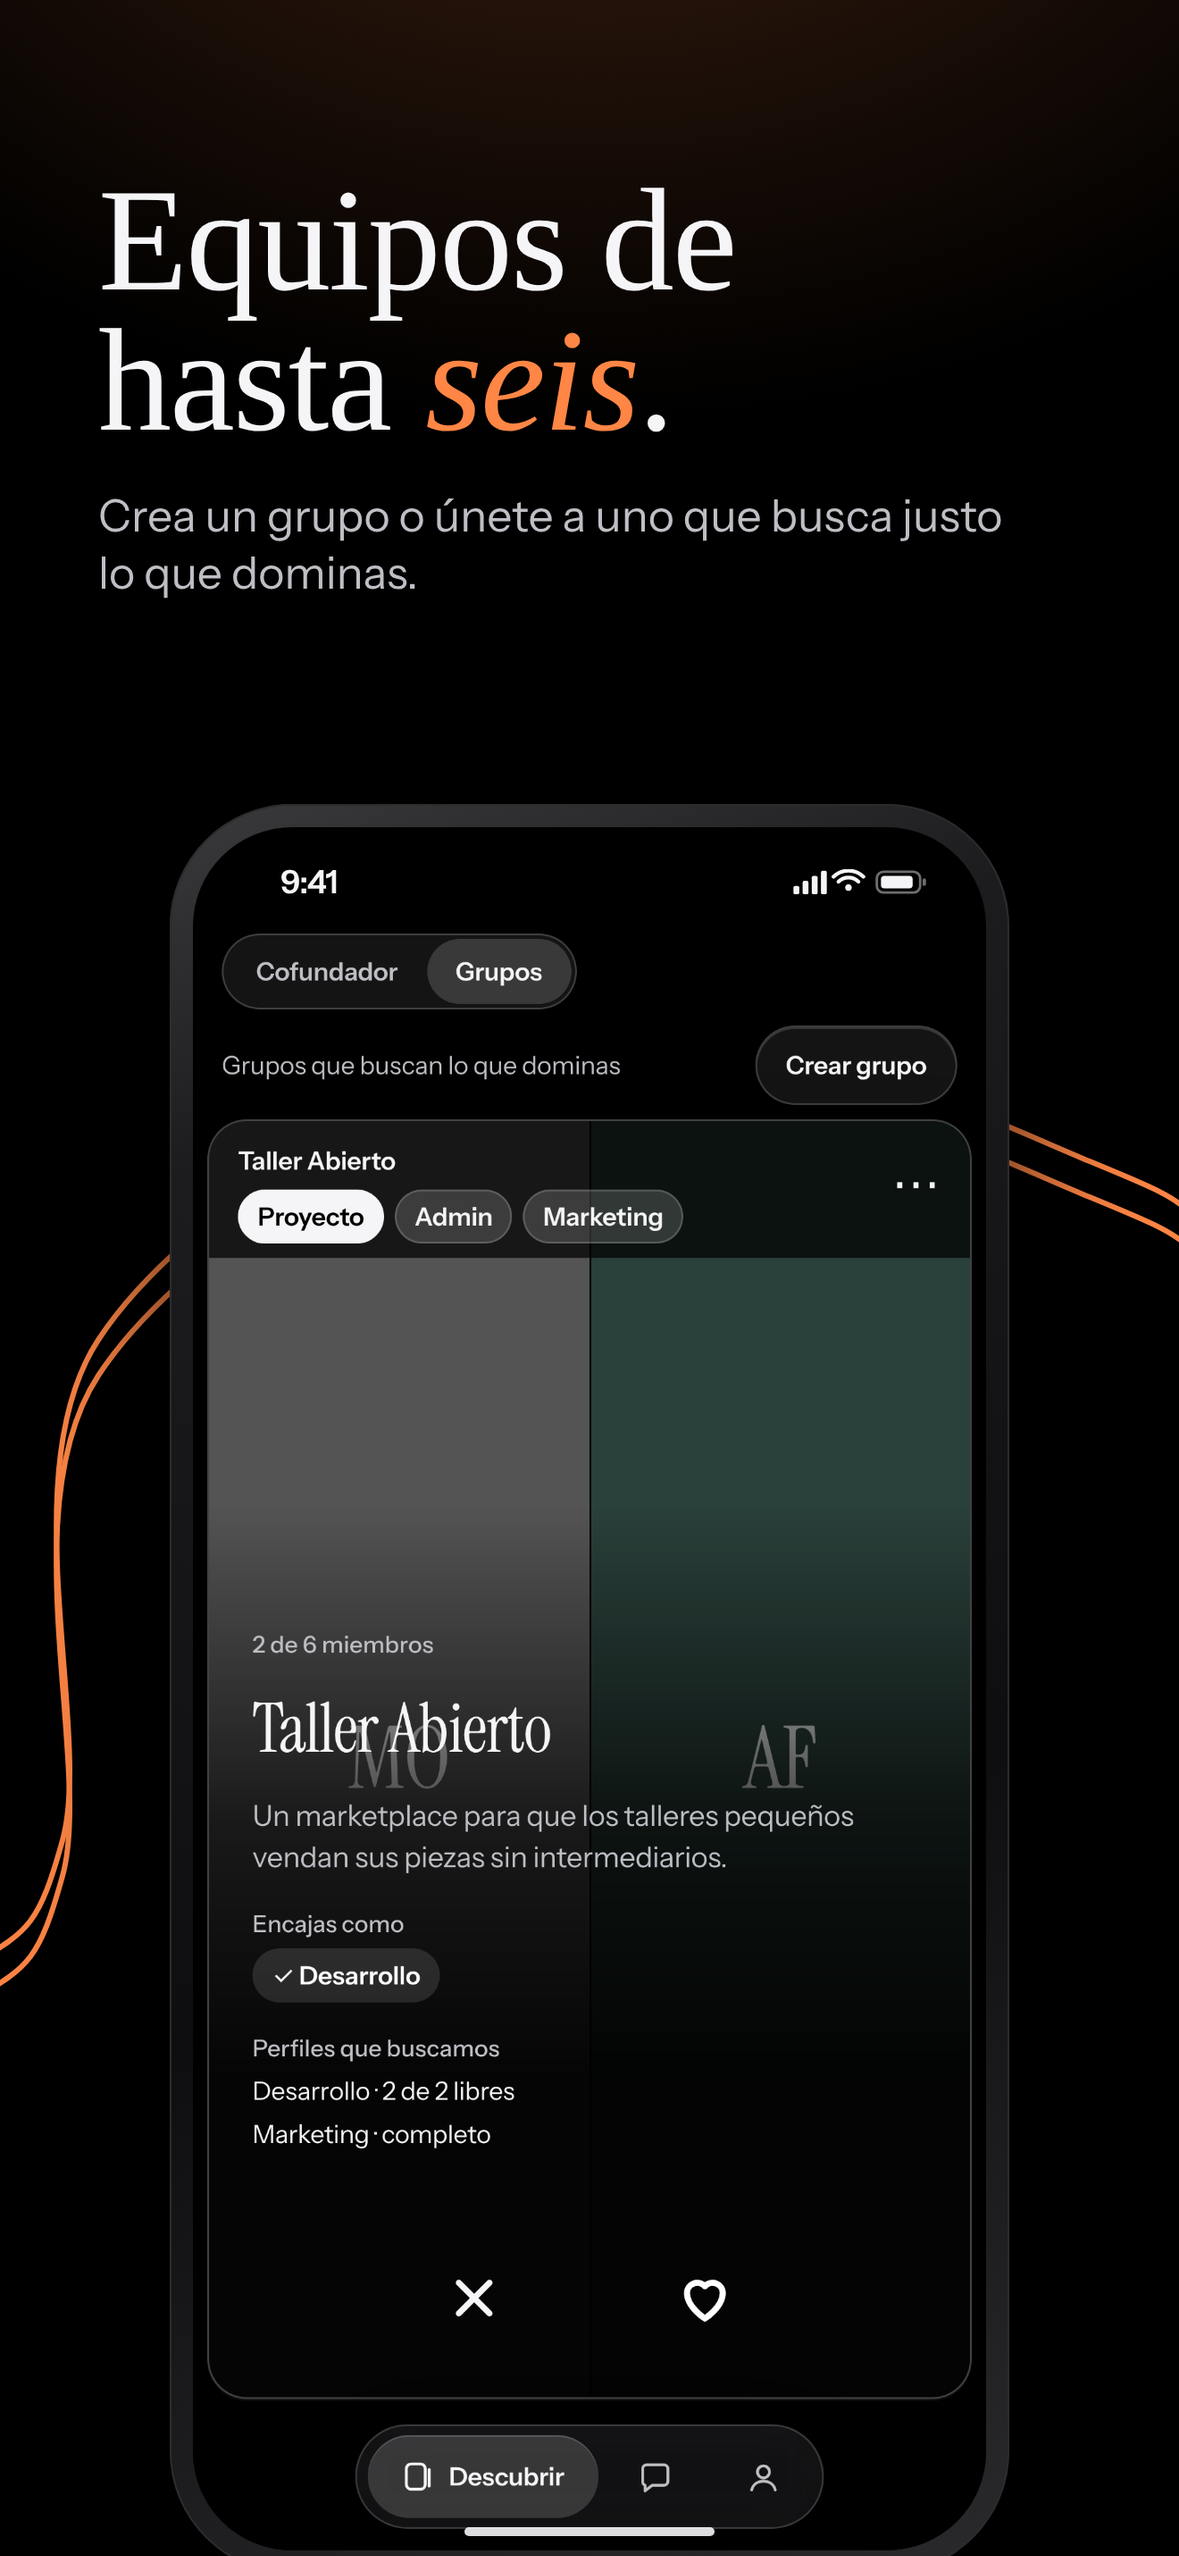 Equipos de
hasta seis.
Crea un grupo o únete a uno que busca justo
lo que dominas.
9:41
Cofundador Grupos
Grupos que buscan lo que dominas Crear grupo
Taller Abierto
Proyecto Admin Marketing
2 de 6 miembros
Taller Abierto
MO AF
Un marketplace para que los talleres pequeños
vendan sus piezas sin intermediarios.
Encajas como
Desarrollo
Perfiles que buscamos
Desarrollo · 2 de 2 libres
Marketing · completo
Descubrir